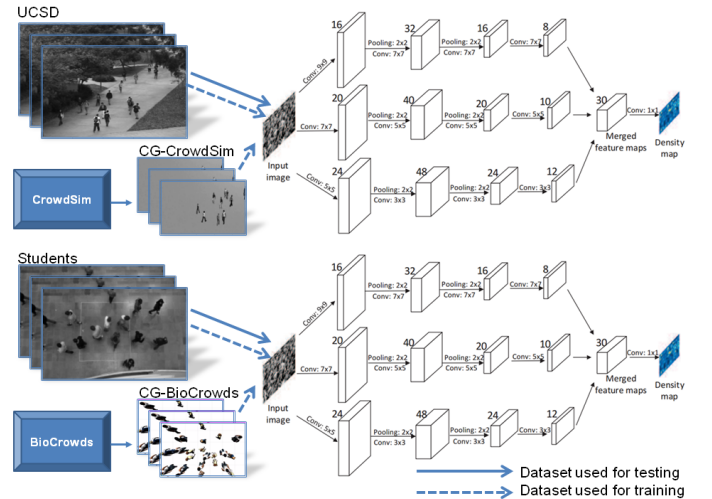 UCSD
CG-CrowdSim
CrowdSim
Input
image
16
Conv: 9x9
32
Pooling: 2x2
Conv: 7x7
16
Pooling: 2x2
Conv: 7x7
8
Conv: 7x7
20
Conv: 7x7
40
Pooling: 2x2
Conv: 5x5
20
Pooling: 2x2
Conv: 5x5
10
Conv: 5x5
24
Conv: 5x5
48
Pooling: 2x2
Conv: 3x3
24
Pooling: 2x2
Conv: 3x3
12
Conv: 3x3
30
Merged
feature maps
Conv: 1x1
Density
map
Students
CG-BioCrowds
BioCrowds
Input
image
16
Conv: 9x9
32
Pooling: 2x2
Conv: 7x7
16
Pooling: 2x2
Conv: 7x7
8
Conv: 7x7
20
Conv: 7x7
40
Pooling: 2x2
Conv: 5x5
20
Pooling: 2x2
Conv: 5x5
10
Conv: 5x5
24
Conv: 5x5
48
Pooling: 2x2
Conv: 3x3
24
Pooling: 2x2
Conv: 3x3
12
Conv: 3x3
30
Merged
feature maps
Conv: 1x1
Density
map
Dataset used for testing
Dataset used for training